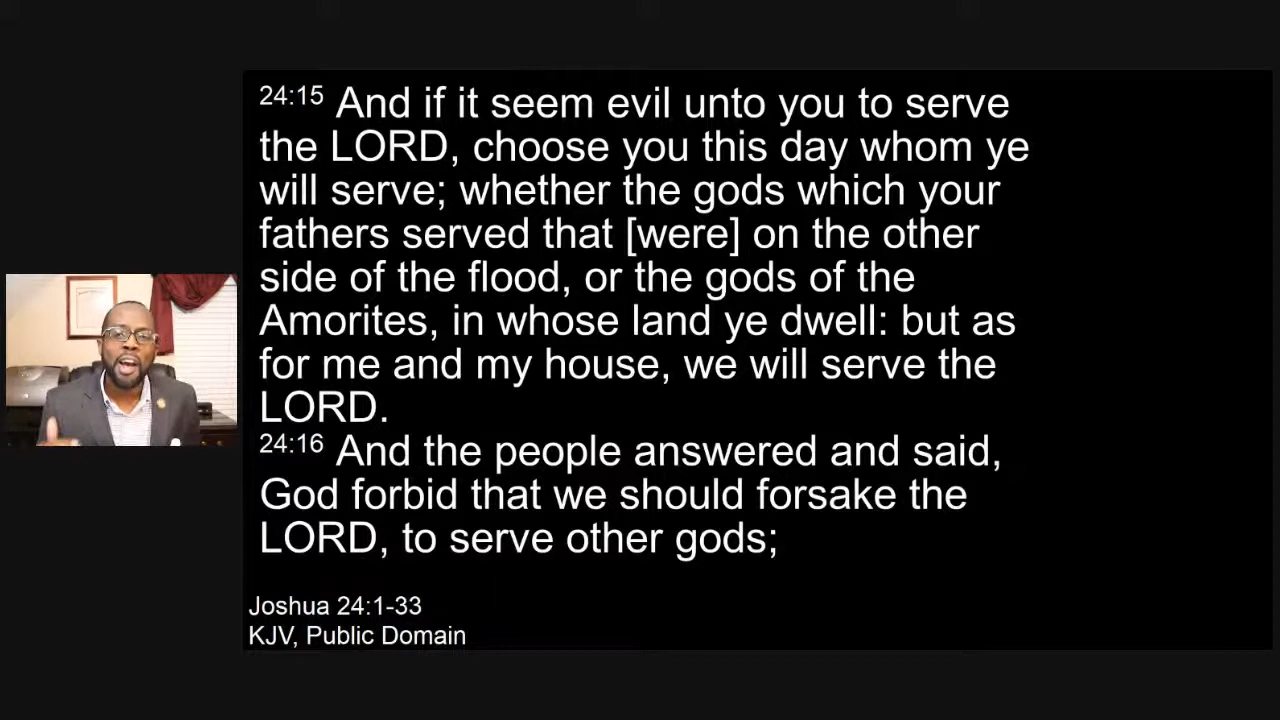 24:15 And if it seem evil unto you to serve
the LORD, choose you this day whom ye
will serve; whether the gods which your
fathers served that [were] on the other
side of the flood, or the gods of the
Amorites, in whose land ye dwell: but as
for me and my house, we will serve the
LORD.
24:16 And the people answered and said,
God forbid that we should forsake the
LORD, to serve other gods;
Joshua 24:1-33
KJV, Public Domain